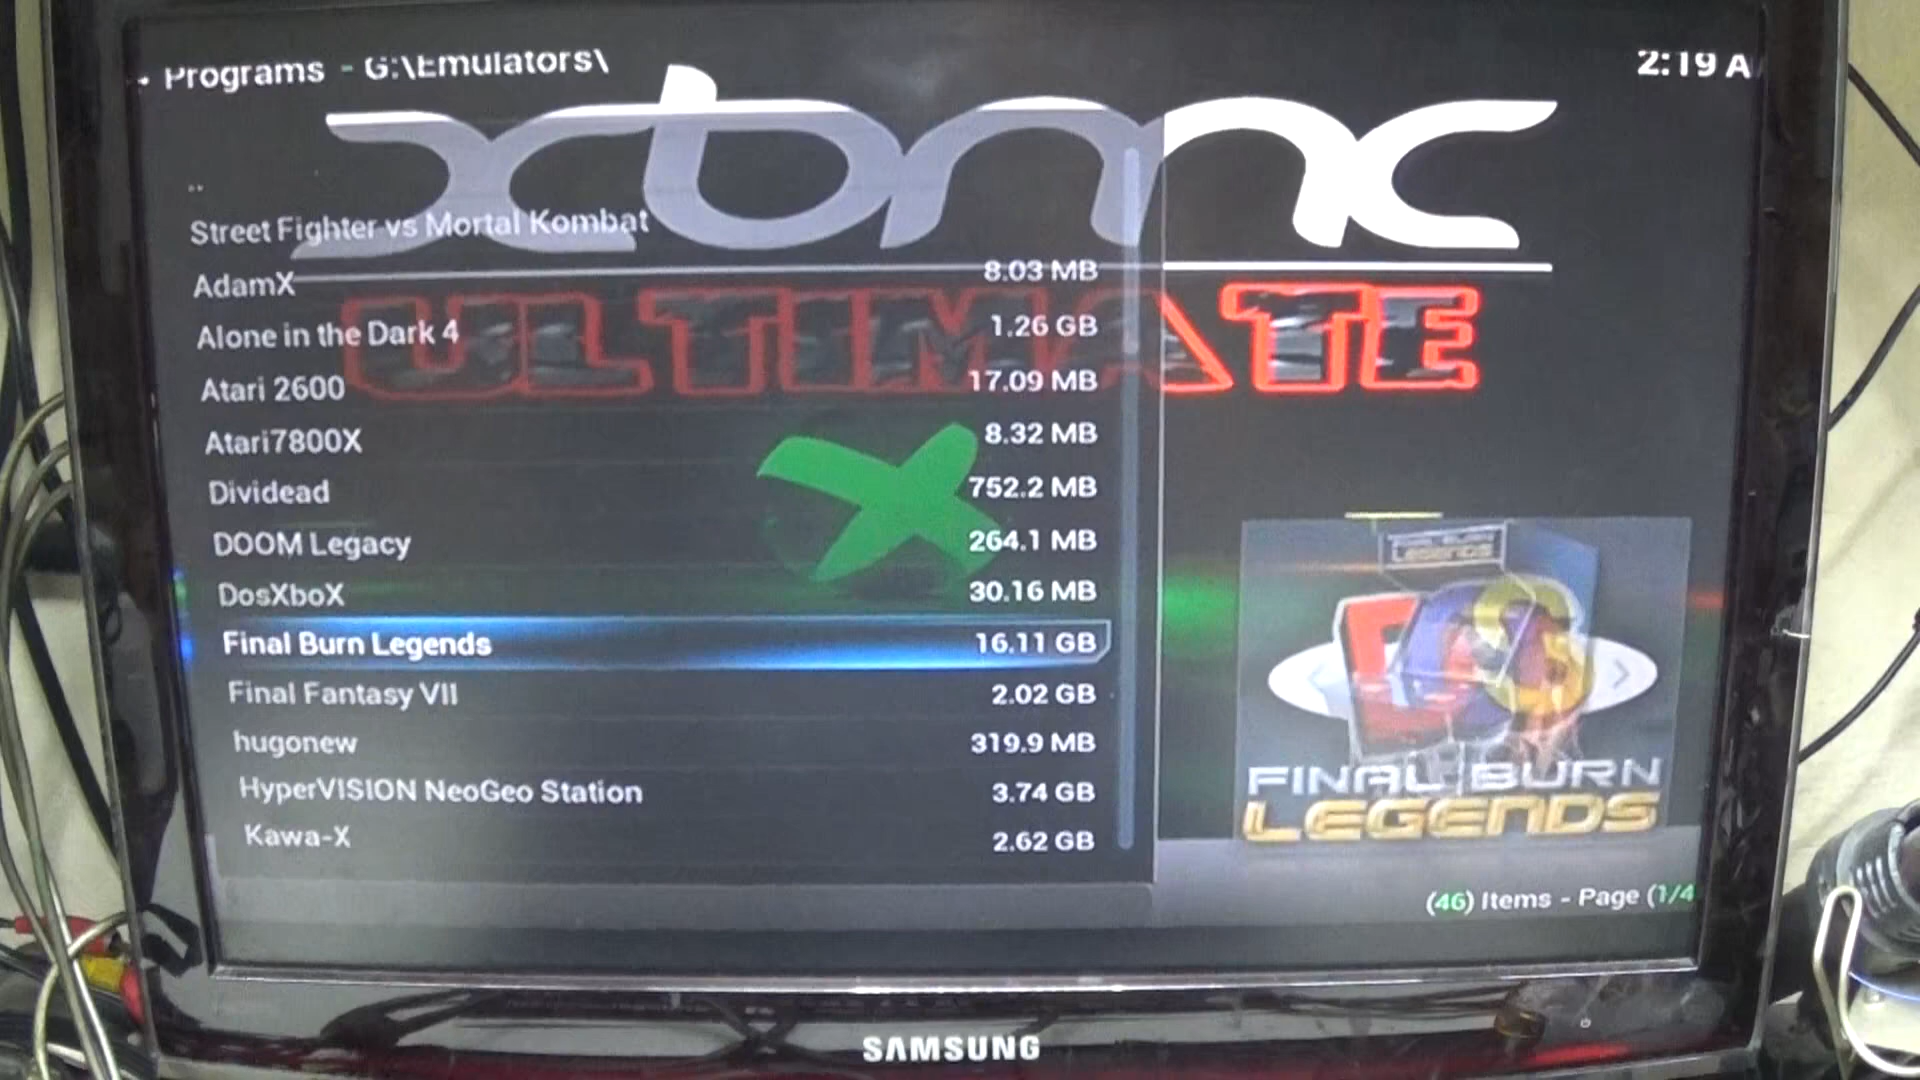 Programs - G:\Emulators\
2:19 A
xbmc
ULTIMATE
..
Street Fighter vs Mortal Kombat
AdamX 8.03 MB
Alone in the Dark 4 1.26 GB
Atari 2600 17.09 MB
Atari7800X 8.32 MB
Dividead 752.2 MB
DOOM Legacy 264.1 MB
DosXboX 30.16 MB
Final Burn Legends 16.11 GB
Final Fantasy VII 2.02 GB
hugonew 319.9 MB
HyperVISION NeoGeo Station 3.74 GB
Kawa-X 2.62 GB
FINAL BURN
LEGENDS
FINAL BURN
LEGENDS
(46) Items - Page (1/4
SAMSUNG